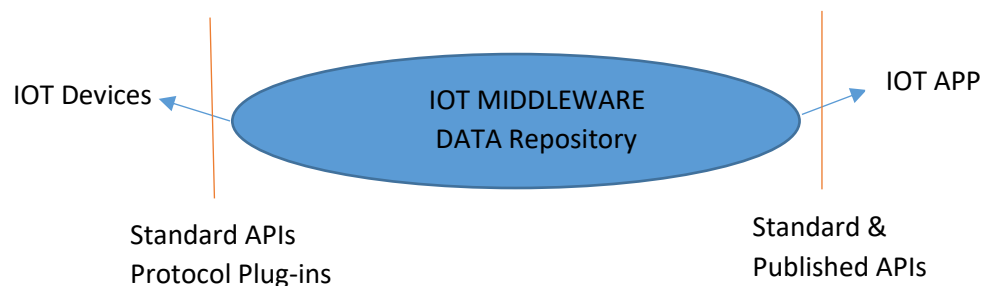 IOT Devices
IOT MIDDLEWARE
DATA Repository
IOT APP
Standard APIs
Protocol Plug-ins
Standard &
Published APIs